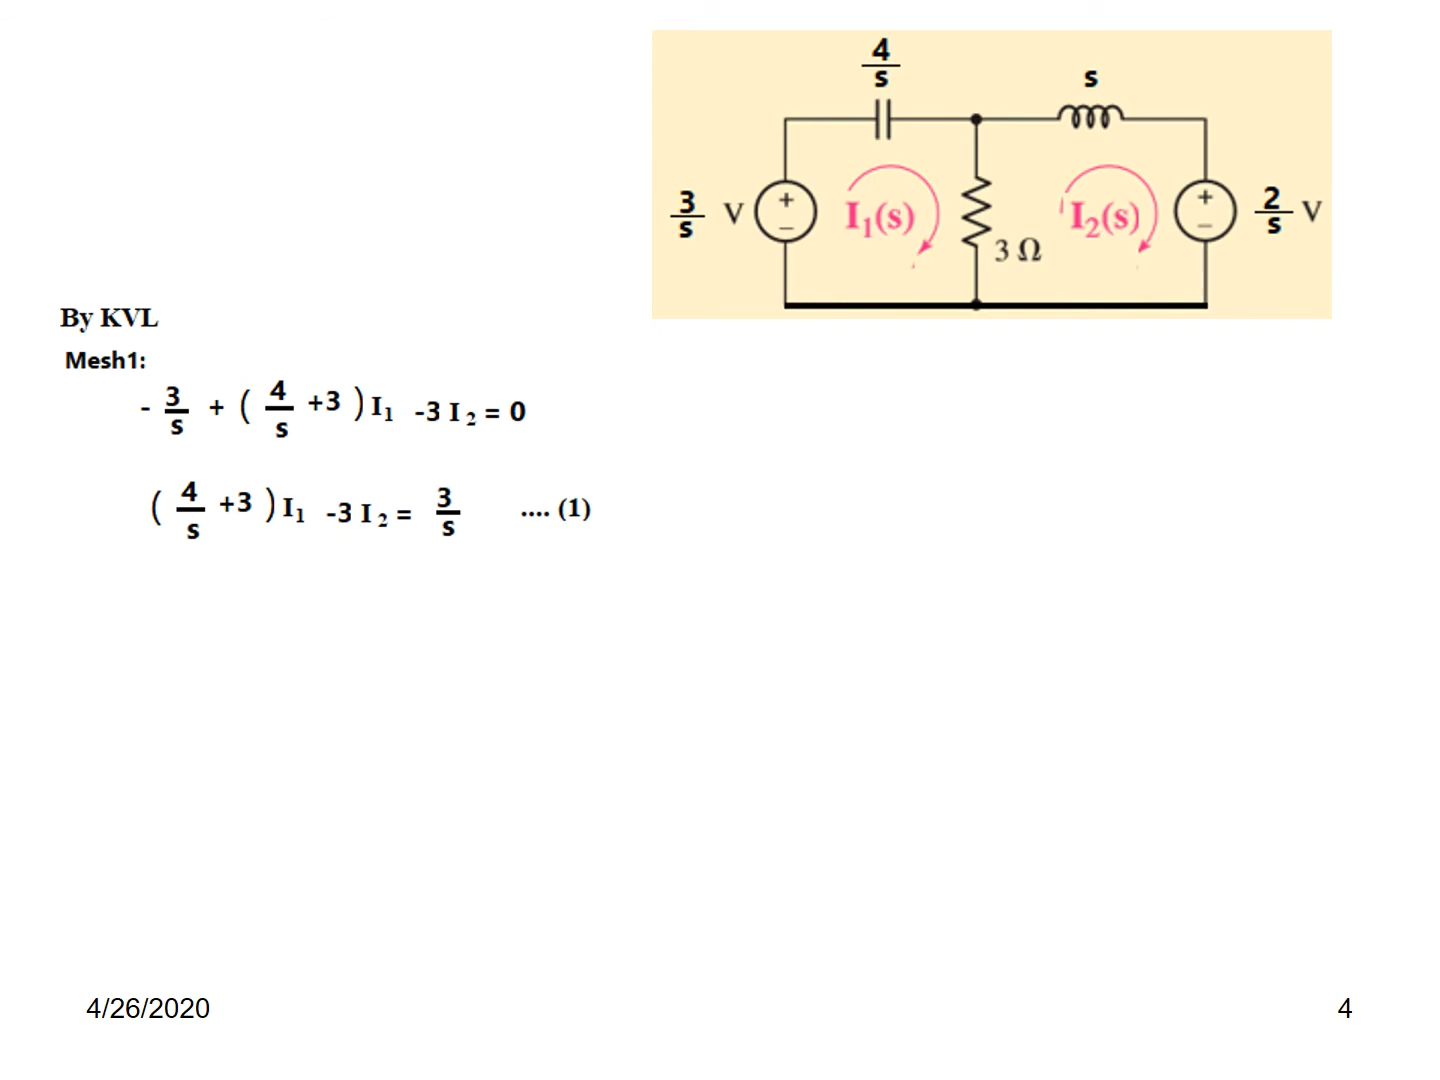 4
s
s
3
s
V
+
−
I₁(s)
3 Ω
I₂(s)
+
−
2
s
V
By KVL
Mesh1:
- 3/s + ( 4/s +3 ) I₁ -3 I₂ = 0
( 4/s +3 ) I₁ -3 I₂ = 3/s .... (1)
4/26/2020
4